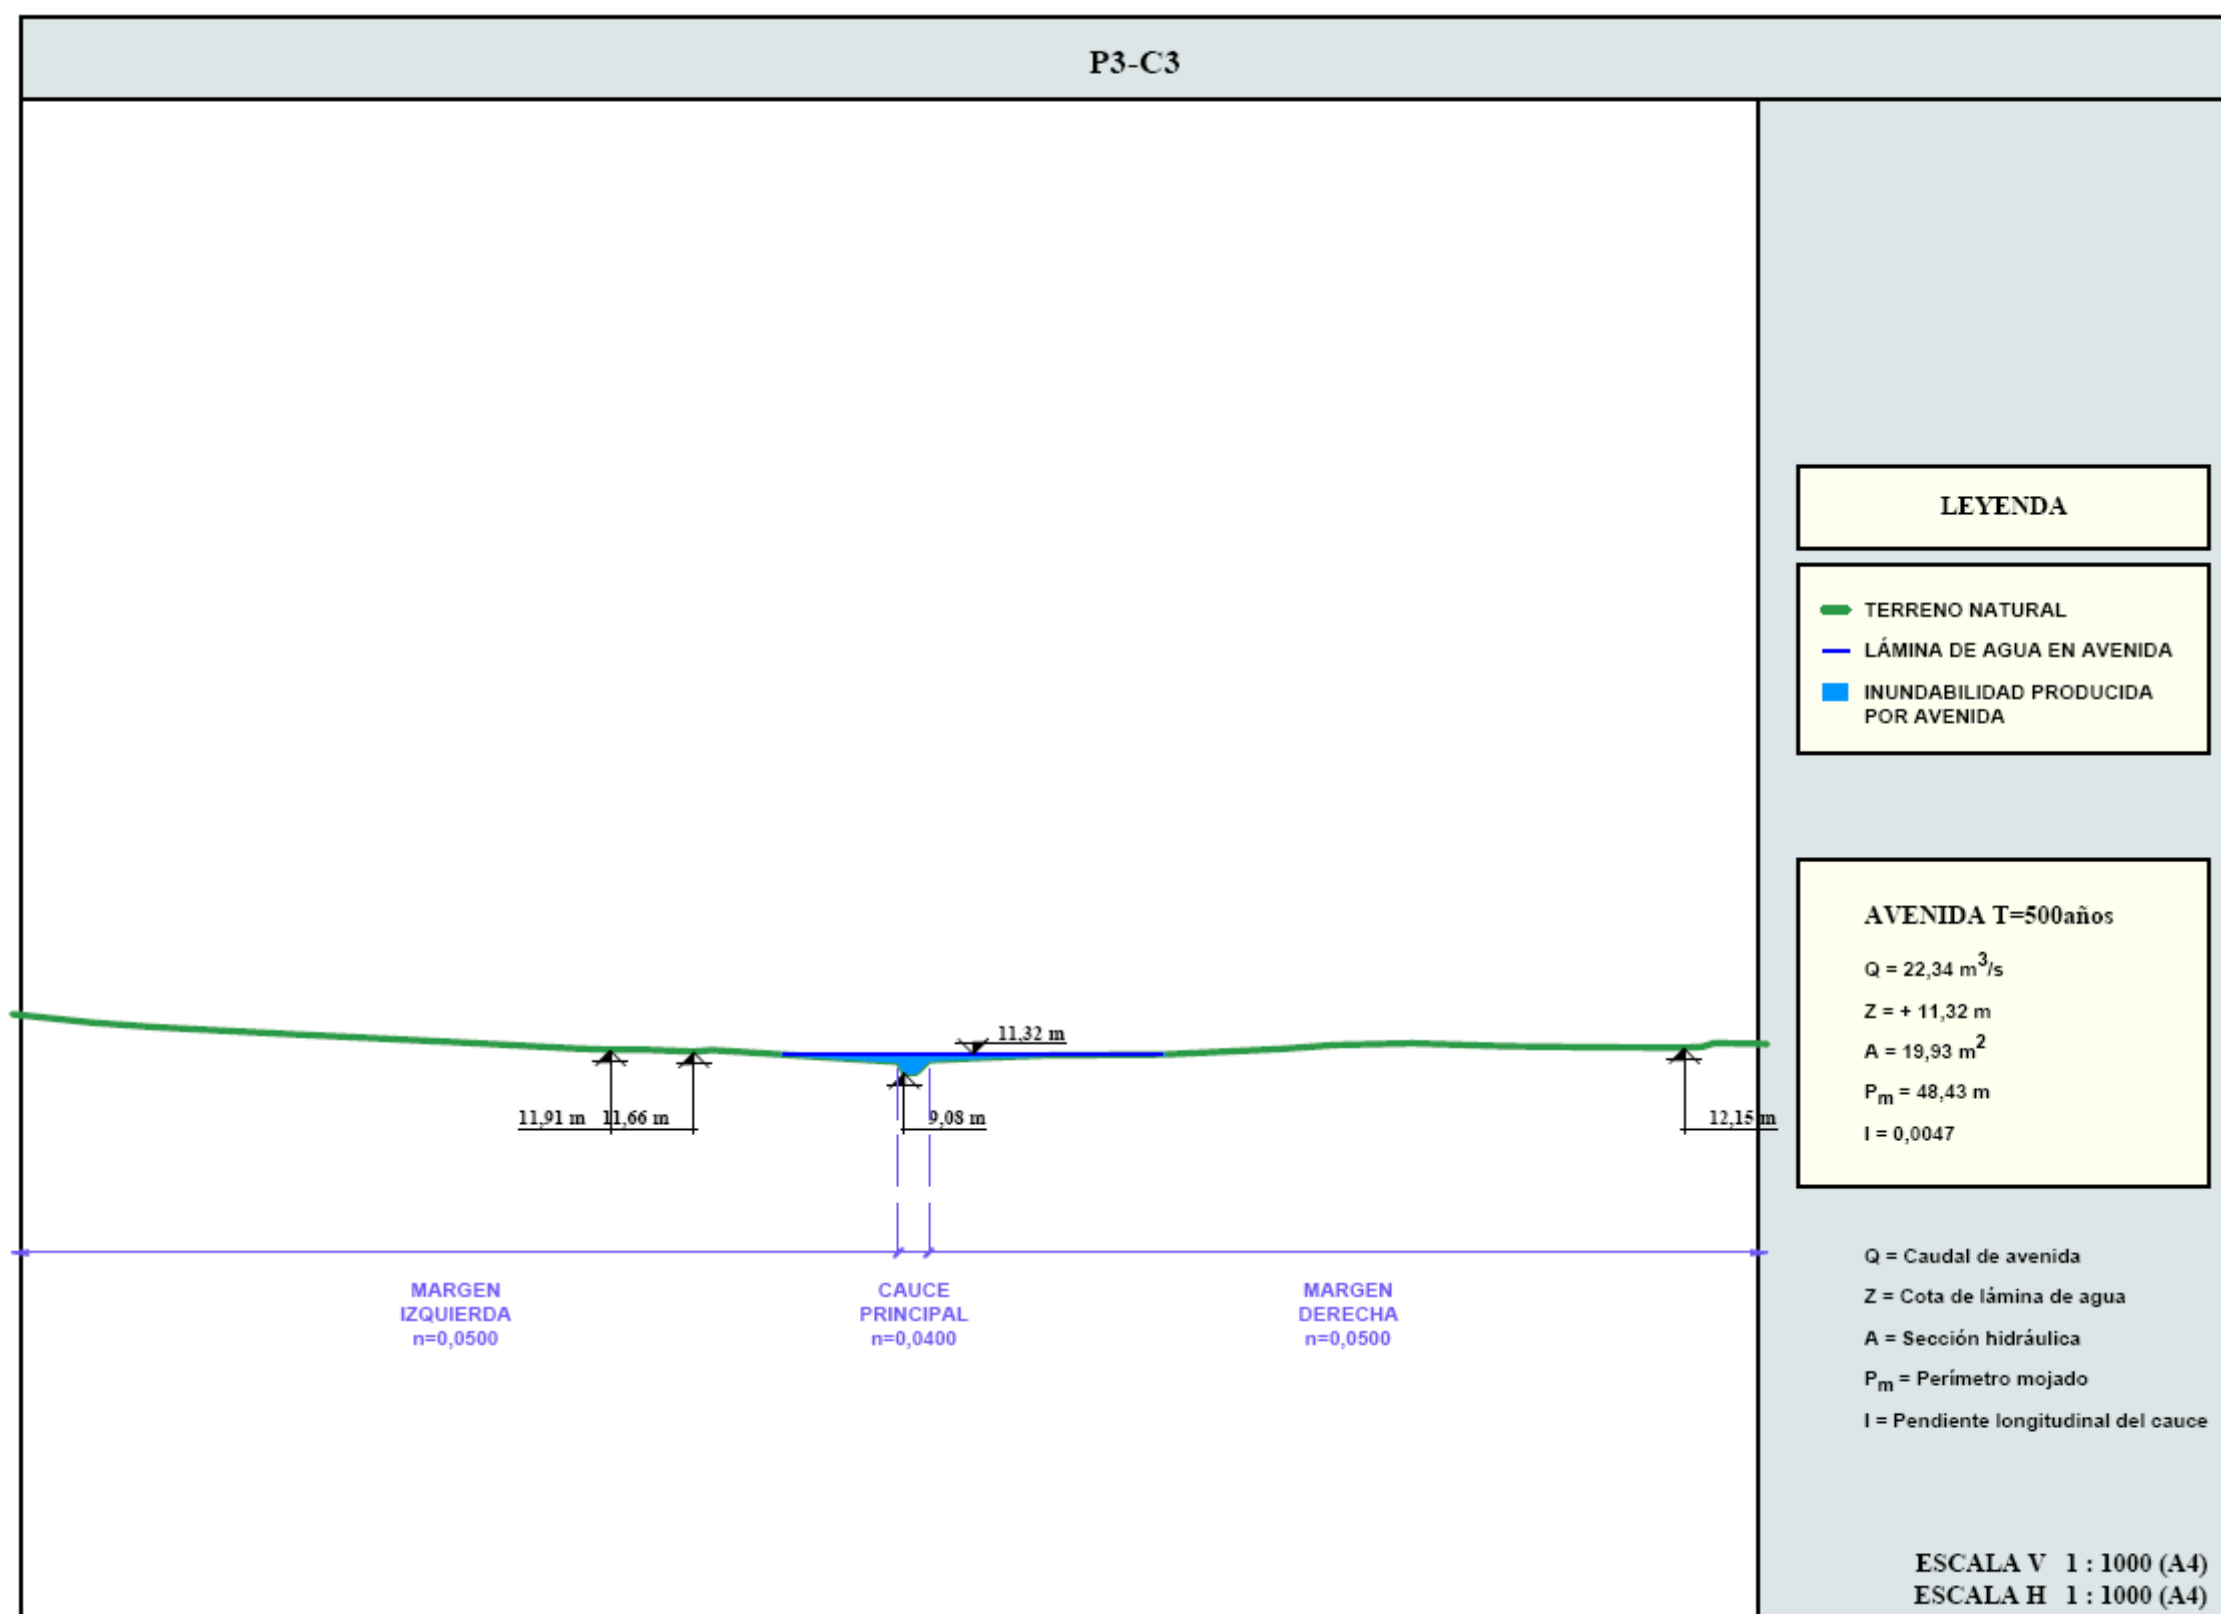 P3-C3
11,32 m
11,91 m
11,66 m
9,08 m
12,15 m
MARGEN
IZQUIERDA
n=0,0500
CAUCE
PRINCIPAL
n=0,0400
MARGEN
DERECHA
n=0,0500
LEYENDA
TERRENO NATURAL
LÁMINA DE AGUA EN AVENIDA
INUNDABILIDAD PRODUCIDA
POR AVENIDA
AVENIDA T=500años
Q = 22,34 m³/s
Z = + 11,32 m
A = 19,93 m²
Pm = 48,43 m
I = 0,0047
Q = Caudal de avenida
Z = Cota de lámina de agua
A = Sección hidráulica
Pm = Perímetro mojado
I = Pendiente longitudinal del cauce
ESCALA V 1 : 1000 (A4)
ESCALA H 1 : 1000 (A4)